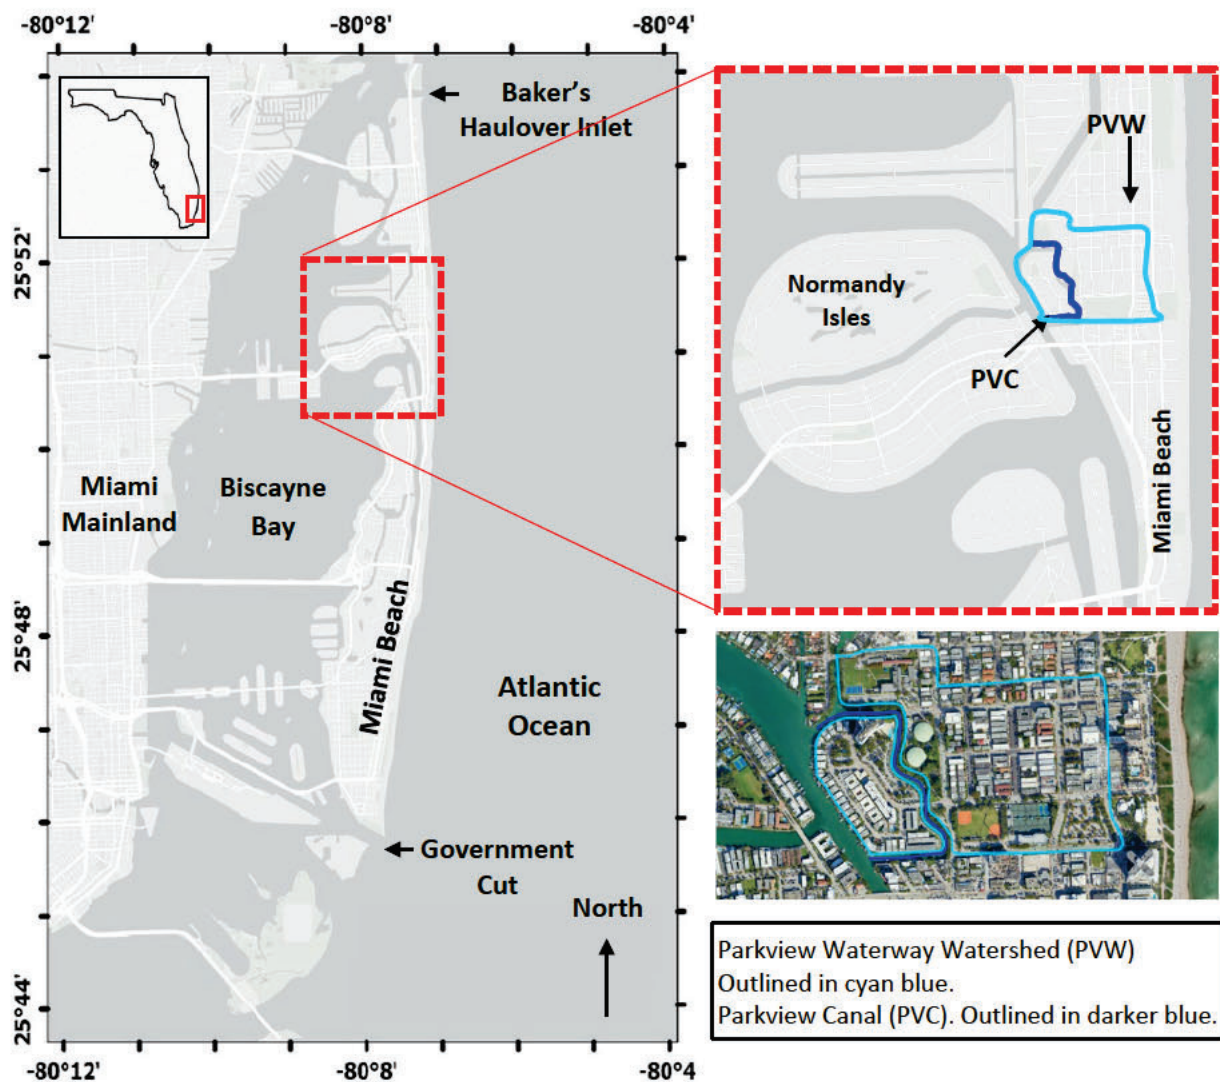 -80°12'
-80°8'
-80°4'
25°52'
25°48'
25°44'
Baker's
Haulover Inlet
Miami
Mainland
Biscayne
Bay
Miami Beach
Atlantic
Ocean
Government
Cut
North
-80°12'
-80°8'
-80°4'
PVW
Normandy
Isles
PVC
Miami Beach
Parkview Waterway Watershed (PVW)
Outlined in cyan blue.
Parkview Canal (PVC). Outlined in darker blue.